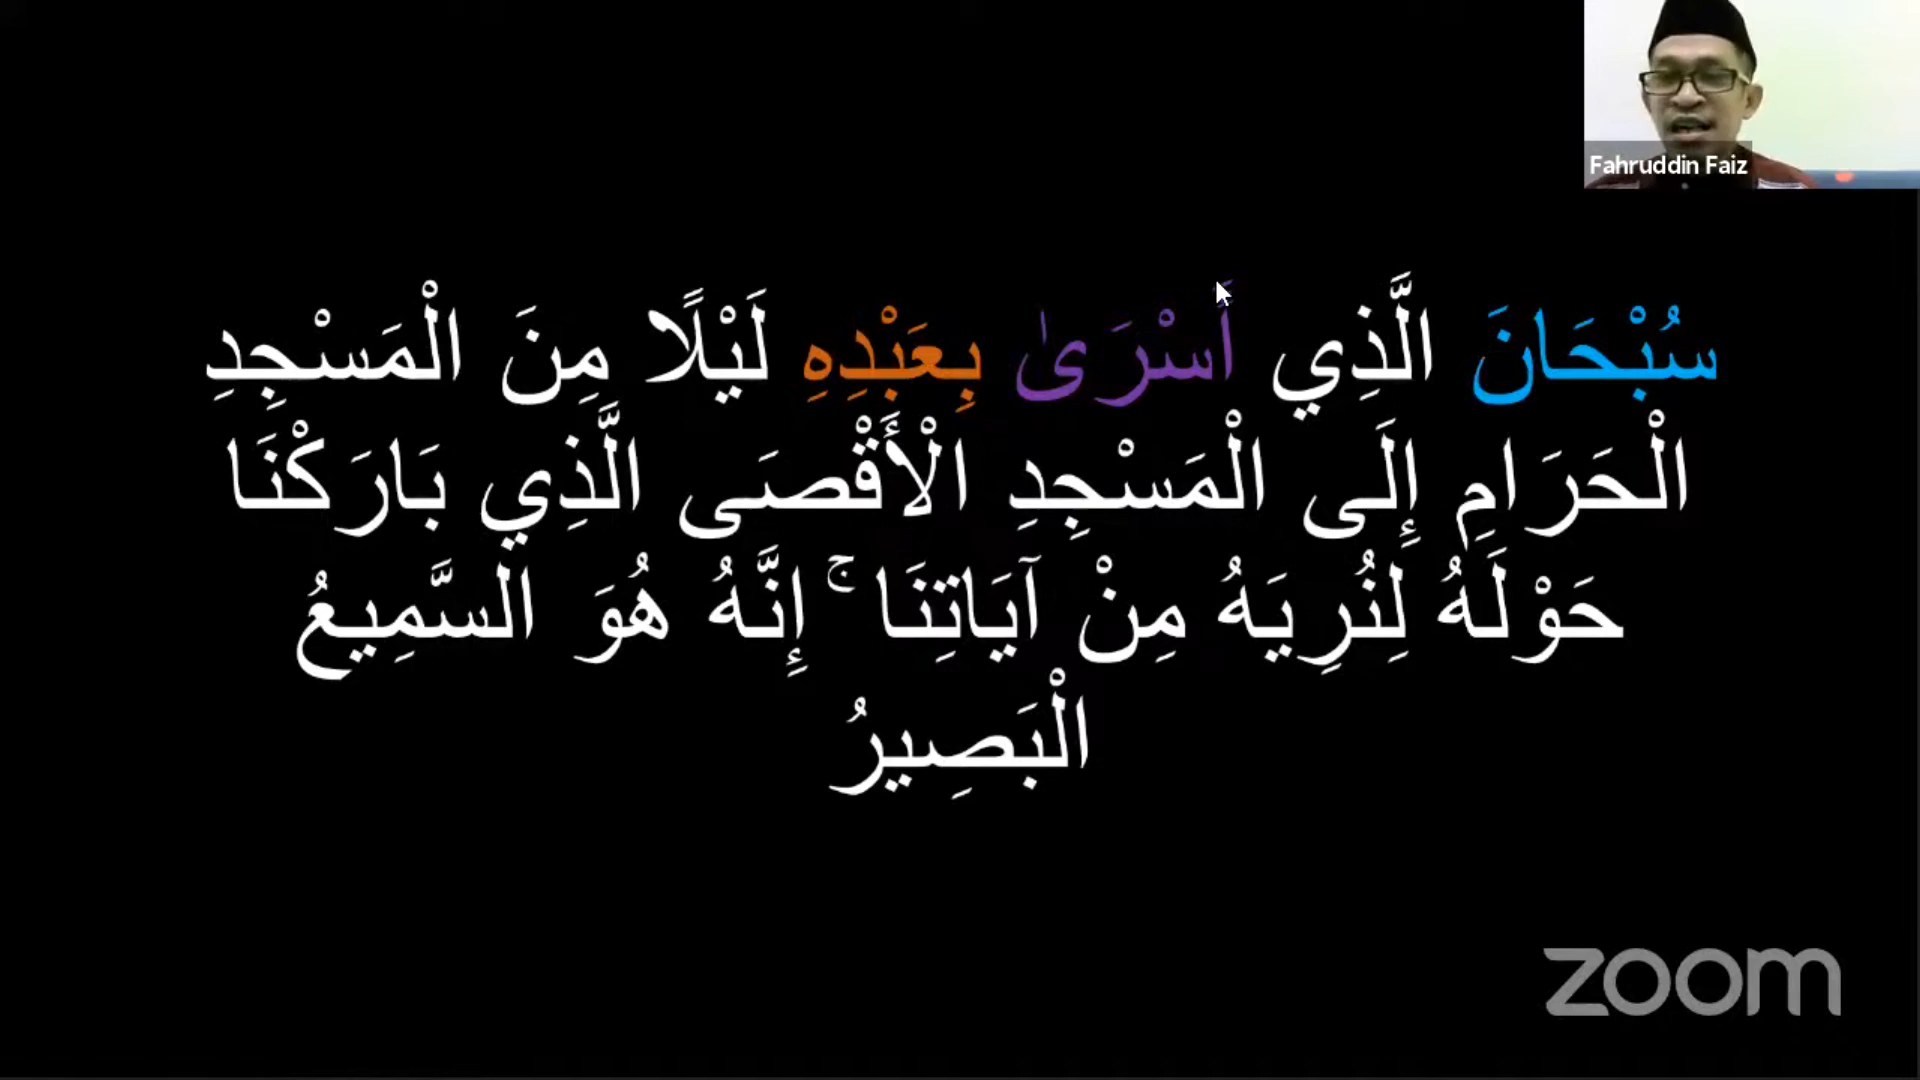 Fahruddin Faiz
سُبْحَانَ الَّذِي أَسْرَىٰ بِعَبْدِهِ لَيْلًا مِنَ الْمَسْجِدِ
الْحَرَامِ إِلَى الْمَسْجِدِ الْأَقْصَى الَّذِي بَارَكْنَا
حَوْلَهُ لِنُرِيَهُ مِنْ آيَاتِنَا ۚ إِنَّهُ هُوَ السَّمِيعُ
الْبَصِيرُ
zoom